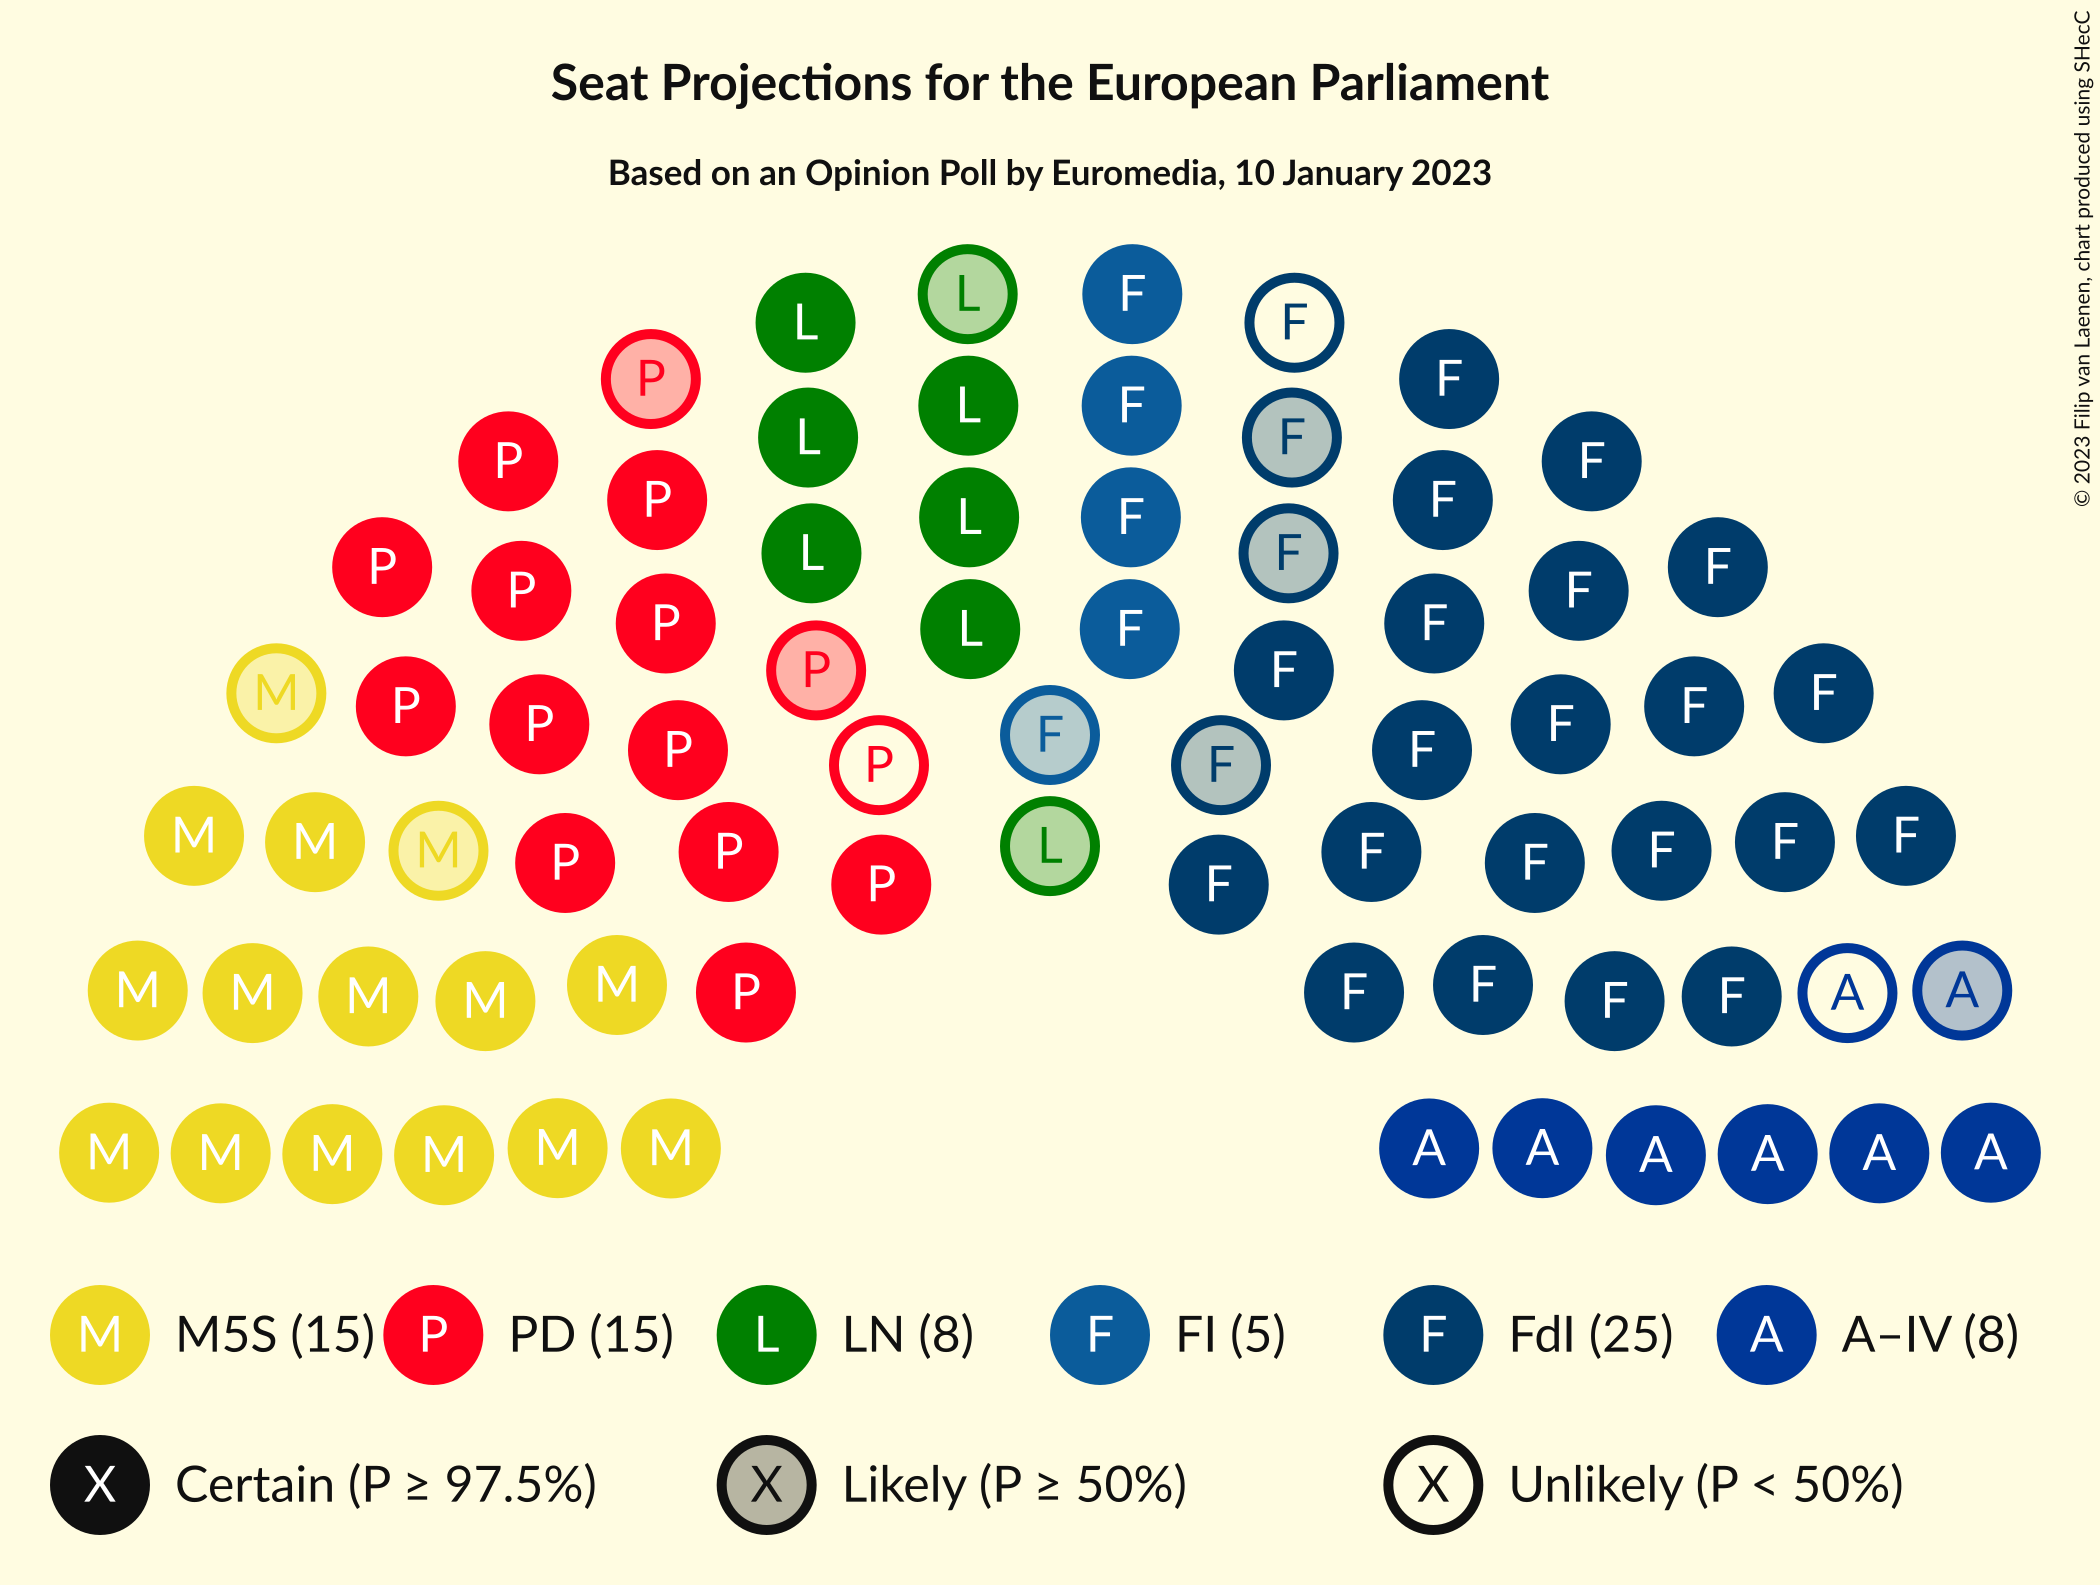 Seat Projections for the European Parliament
Based on an Opinion Poll by Euromedia, 10 January 2023
© 2023 Filip van Laenen, chart produced using SHecC
L F
L F
P F
L F
L F
P F
L F
P P F F
L F
L F
P F
P P F F
P F
L F
P F
P F
M F
P F
P F
F
P F
P F
L
M F
M F
M F
P F
P F
P F
M F
P F
M A
M A
M F
M F
M A
M A
M A
M A
M A
M A
M M5S (15) P PD (15) L LN (8) F FI (5) F FdI (25) A A–IV (8)
X Certain (P ≥ 97.5%) X Likely (P ≥ 50%) X Unlikely (P < 50%)